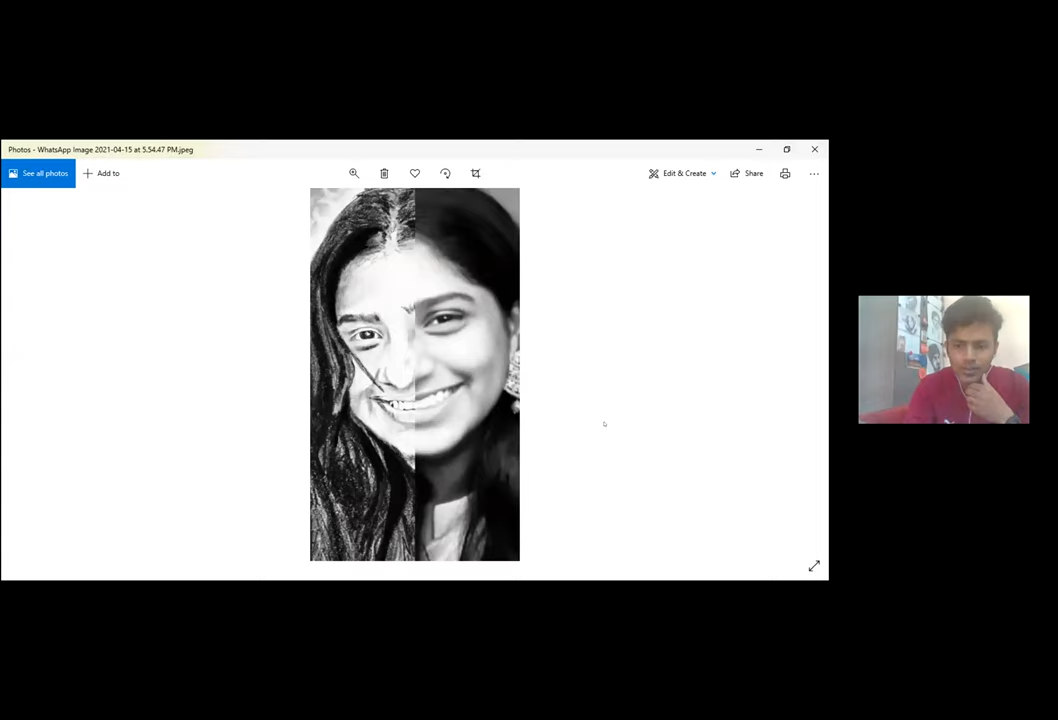 Photos - WhatsApp Image 2021-04-15 at 5.54.47 PM.jpeg
See all photos
Add to
Edit & Create
Share